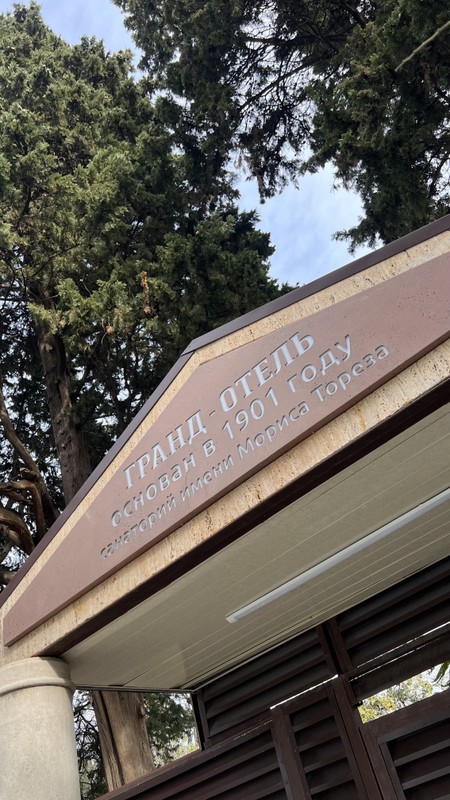 ГРАНД - ОТЕЛЬ
основан в 1901 году
санаторий имени Мориса Тореза